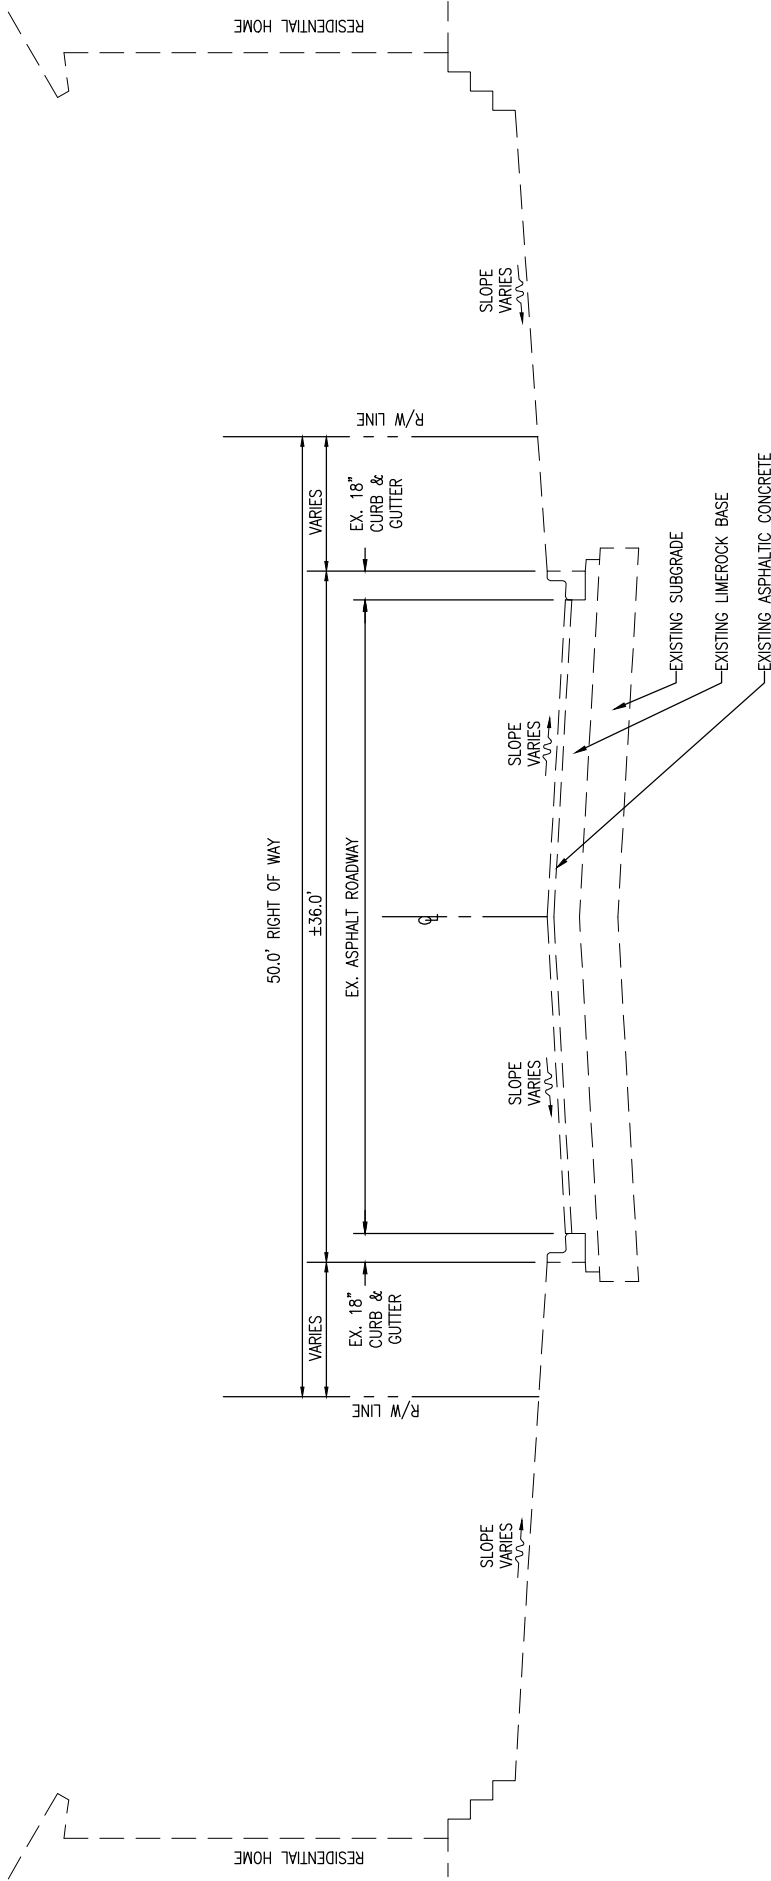 50.0' RIGHT OF WAY
VARIES
±36.0'
VARIES
EX. 18"
CURB &
GUTTER
EX. ASPHALT ROADWAY
EX. 18"
CURB &
GUTTER
R/W LINE
R/W LINE
RESIDENTIAL HOME
RESIDENTIAL HOME
CL
SLOPE
VARIES
SLOPE
VARIES
SLOPE
VARIES
SLOPE
VARIES
EXISTING SUBGRADE
EXISTING LIMEROCK BASE
EXISTING ASPHALTIC CONCRETE